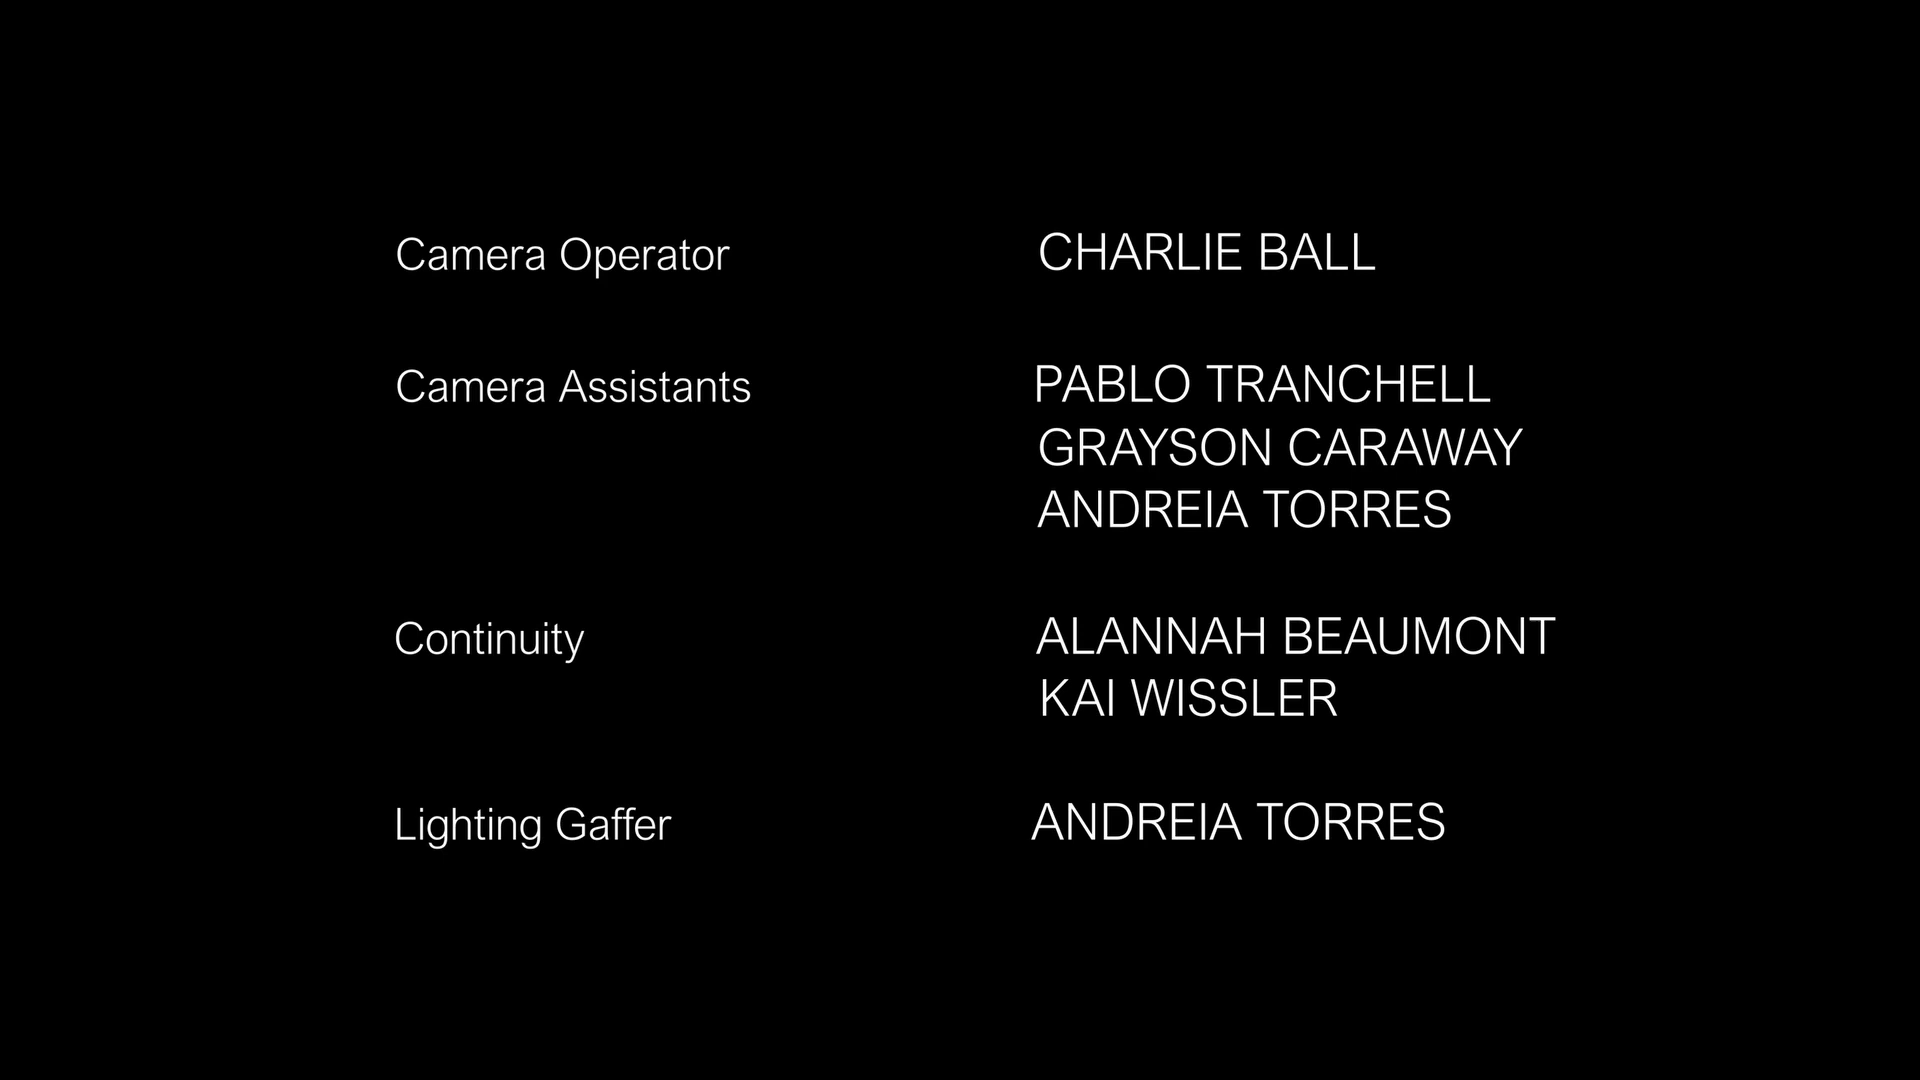 Camera Operator CHARLIE BALL
Camera Assistants PABLO TRANCHELL
GRAYSON CARAWAY
ANDREIA TORRES
Continuity ALANNAH BEAUMONT
KAI WISSLER
Lighting Gaffer ANDREIA TORRES